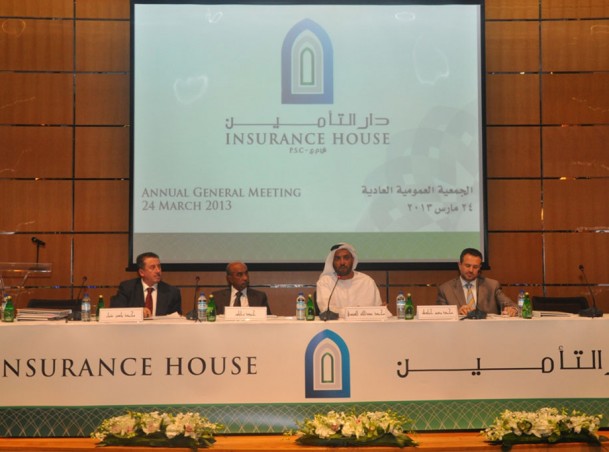 دار التأمين
INSURANCE HOUSE
PSC - ش.م.ع
ANNUAL GENERAL MEETING
24 MARCH 2013
الجمعية العمومية العادية
٢٤ مارس ٢٠١٣
INSURANCE HOUSE
دار التأمين